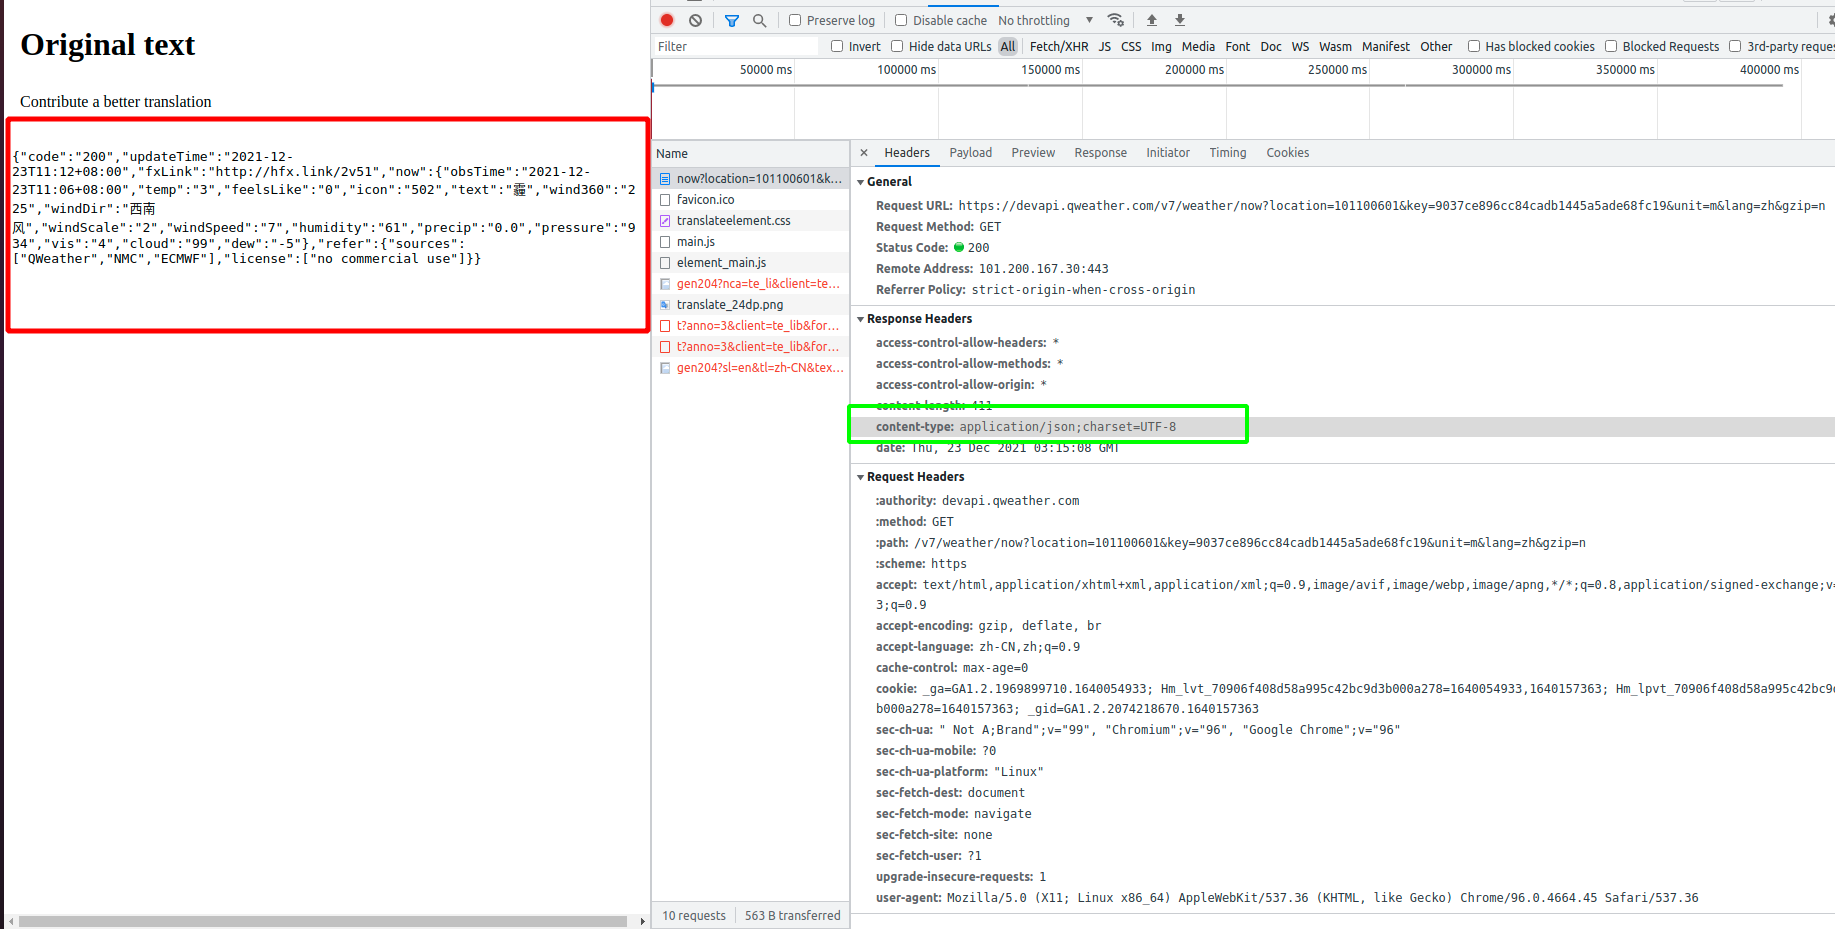 Original text
Contribute a better translation
{"code":"200","updateTime":"2021-12-
23T11:12+08:00","fxLink":"http://hfx.link/2v51","now":{"obsTime":"2021-12-
23T11:06+08:00","temp":"3","feelsLike":"0","icon":"502","text":"霾","wind360":"2
25","windDir":"西南
风","windScale":"2","windSpeed":"7","humidity":"61","precip":"0.0","pressure":"9
34","vis":"4","cloud":"99","dew":"-5"},"refer":{"sources":
["QWeather","NMC","ECMWF"],"license":["no commercial use"]}}
Preserve log Disable cache No throttling
Filter Invert Hide data URLs All Fetch/XHR JS CSS Img Media Font Doc WS Wasm Manifest Other Has blocked cookies Blocked Requests 3rd-party reques
50000 ms 100000 ms 150000 ms 200000 ms 250000 ms 300000 ms 350000 ms 400000 ms
Name
now?location=101100601&k...
favicon.ico
translateelement.css
main.js
element_main.js
gen204?nca=te_li&client=te...
translate_24dp.png
t?anno=3&client=te_lib&for...
t?anno=3&client=te_lib&for...
gen204?sl=en&tl=zh-CN&tex...
10 requests 563 B transferred
Headers Payload Preview Response Initiator Timing Cookies
General
Request URL: https://devapi.qweather.com/v7/weather/now?location=101100601&key=9037ce896cc84cadb1445a5ade68fc19&unit=m&lang=zh&gzip=n
Request Method: GET
Status Code: 200
Remote Address: 101.200.167.30:443
Referrer Policy: strict-origin-when-cross-origin
Response Headers
access-control-allow-headers: *
access-control-allow-methods: *
access-control-allow-origin: *
content-length: 411
content-type: application/json;charset=UTF-8
date: Thu, 23 Dec 2021 03:15:08 GMT
Request Headers
:authority: devapi.qweather.com
:method: GET
:path: /v7/weather/now?location=101100601&key=9037ce896cc84cadb1445a5ade68fc19&unit=m&lang=zh&gzip=n
:scheme: https
accept: text/html,application/xhtml+xml,application/xml;q=0.9,image/avif,image/webp,image/apng,*/*;q=0.8,application/signed-exchange;v=
3;q=0.9
accept-encoding: gzip, deflate, br
accept-language: zh-CN,zh;q=0.9
cache-control: max-age=0
cookie: _ga=GA1.2.1969899710.1640054933; Hm_lvt_70906f408d58a995c42bc9d3b000a278=1640054933,1640157363; Hm_lpvt_70906f408d58a995c42bc9d
b000a278=1640157363; _gid=GA1.2.2074218670.1640157363
sec-ch-ua: " Not A;Brand";v="99", "Chromium";v="96", "Google Chrome";v="96"
sec-ch-ua-mobile: ?0
sec-ch-ua-platform: "Linux"
sec-fetch-dest: document
sec-fetch-mode: navigate
sec-fetch-site: none
sec-fetch-user: ?1
upgrade-insecure-requests: 1
user-agent: Mozilla/5.0 (X11; Linux x86_64) AppleWebKit/537.36 (KHTML, like Gecko) Chrome/96.0.4664.45 Safari/537.36